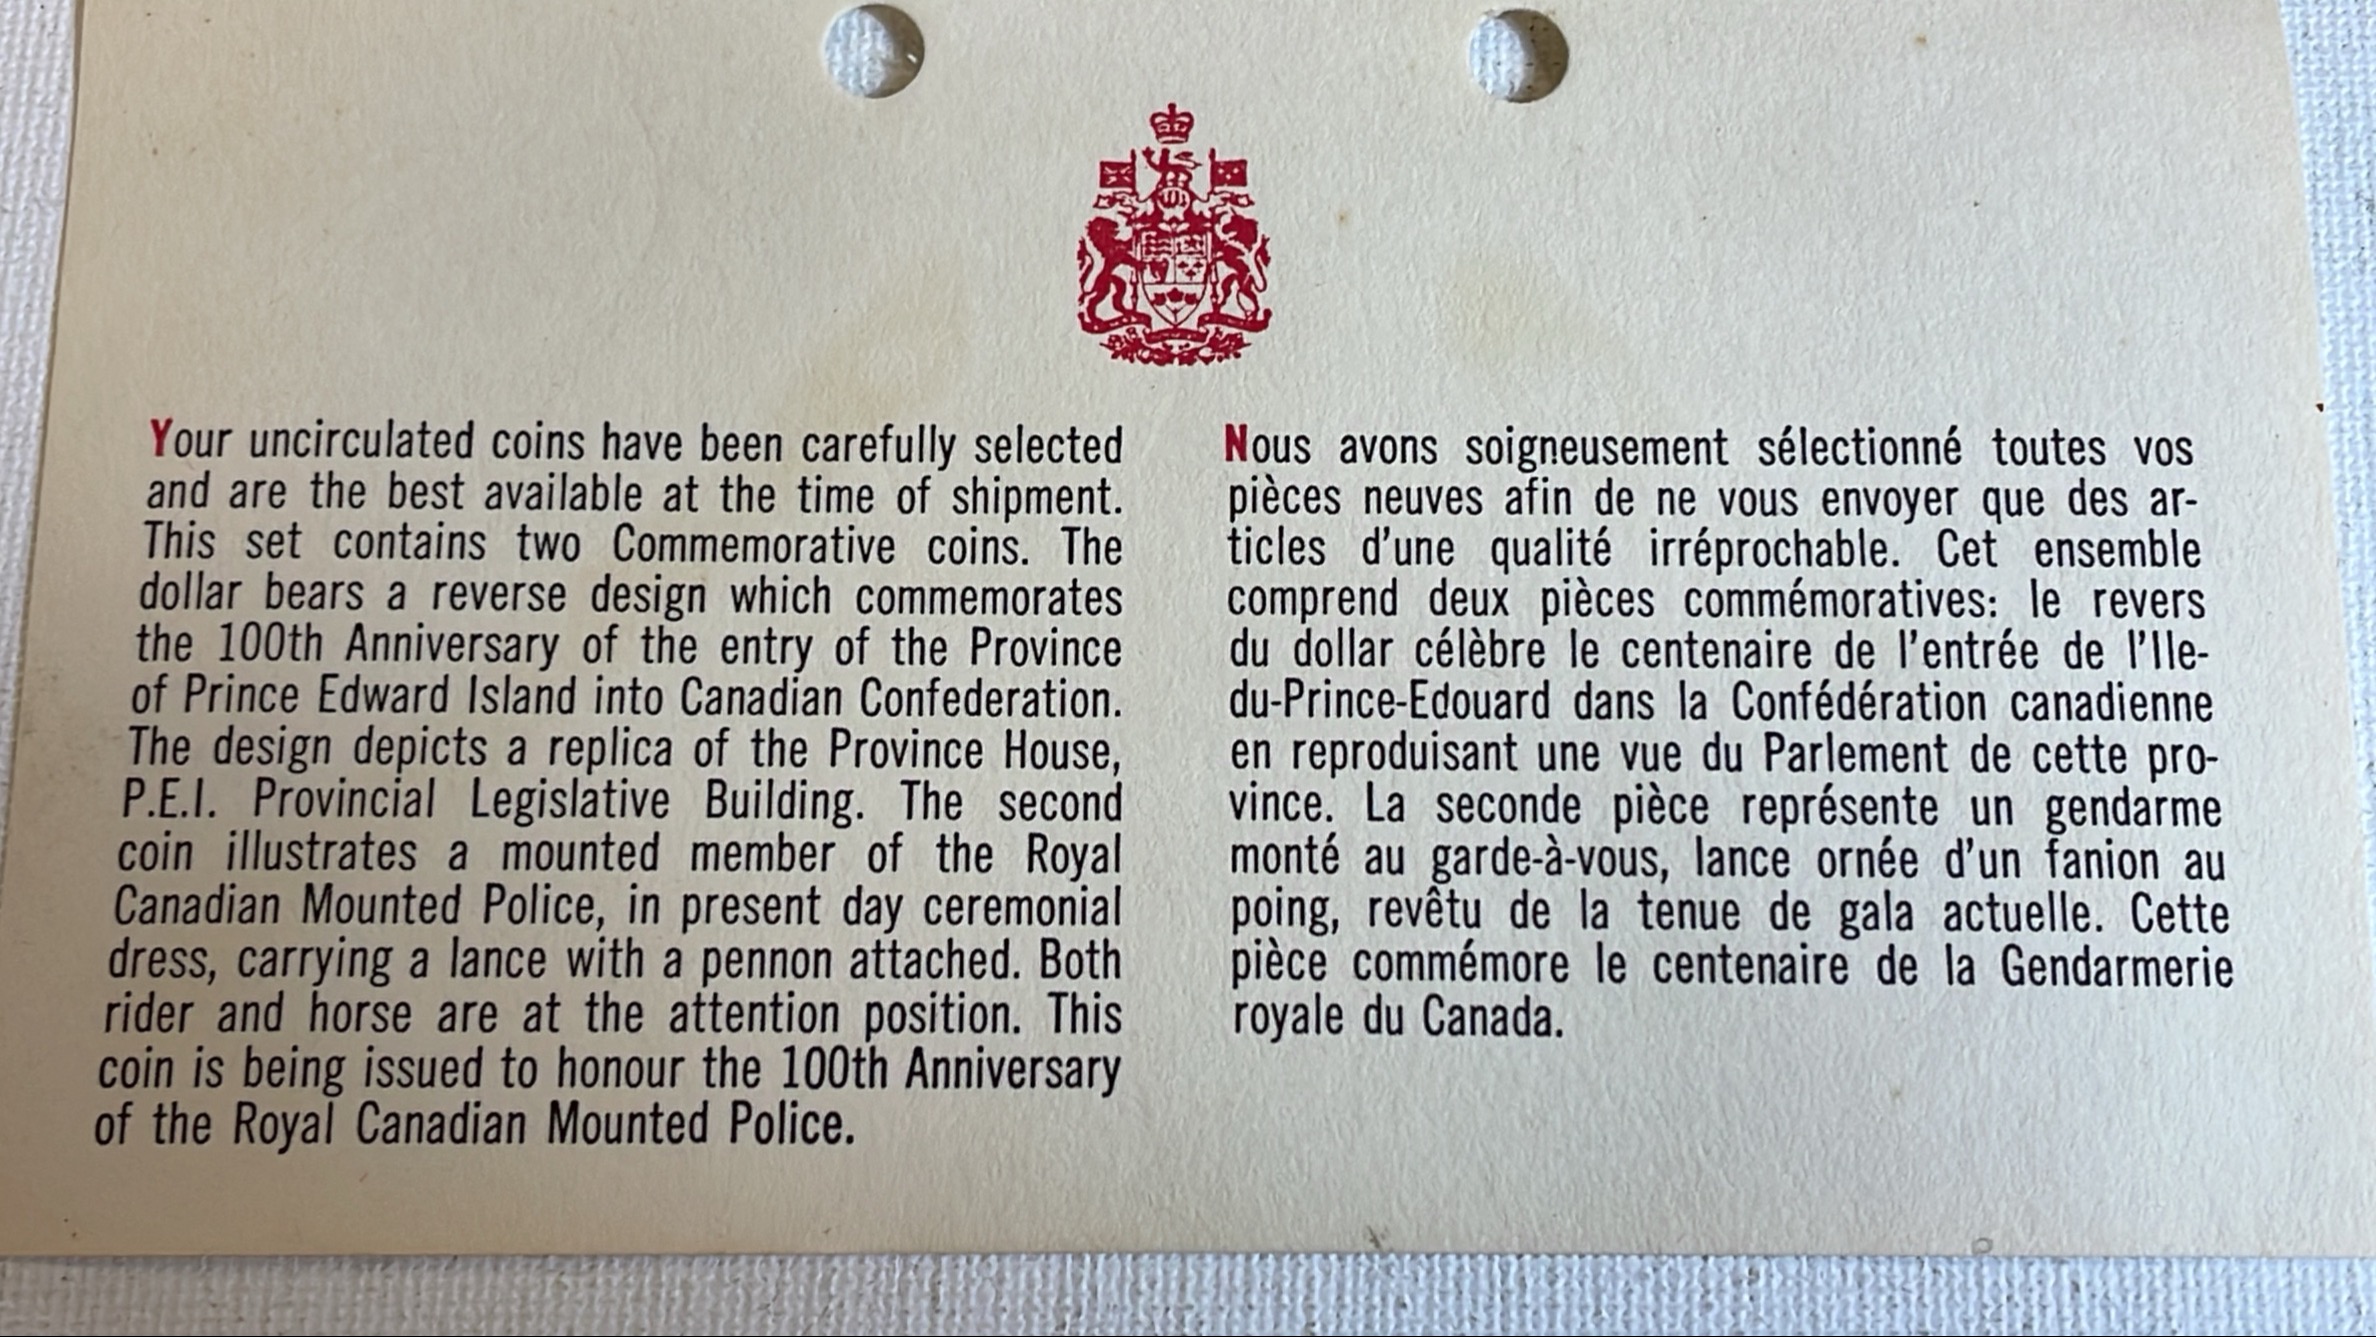 Your uncirculated coins have been carefully selected
and are the best available at the time of shipment.
This set contains two Commemorative coins. The
dollar bears a reverse design which commemorates
the 100th Anniversary of the entry of the Province
of Prince Edward Island into Canadian Confederation.
The design depicts a replica of the Province House,
P.E.I. Provincial Legislative Building. The second
coin illustrates a mounted member of the Royal
Canadian Mounted Police, in present day ceremonial
dress, carrying a lance with a pennon attached. Both
rider and horse are at the attention position. This
coin is being issued to honour the 100th Anniversary
of the Royal Canadian Mounted Police.
Nous avons soigneusement sélectionné toutes vos
pièces neuves afin de ne vous envoyer que des ar-
ticles d'une qualité irréprochable. Cet ensemble
comprend deux pièces commémoratives: le revers
du dollar célèbre le centenaire de l'entrée de l'Ile-
du-Prince-Edouard dans la Confédération canadienne
en reproduisant une vue du Parlement de cette pro-
vince. La seconde pièce représente un gendarme
monté au garde-à-vous, lance ornée d'un fanion au
poing, revêtu de la tenue de gala actuelle. Cette
pièce commémore le centenaire de la Gendarmerie
royale du Canada.